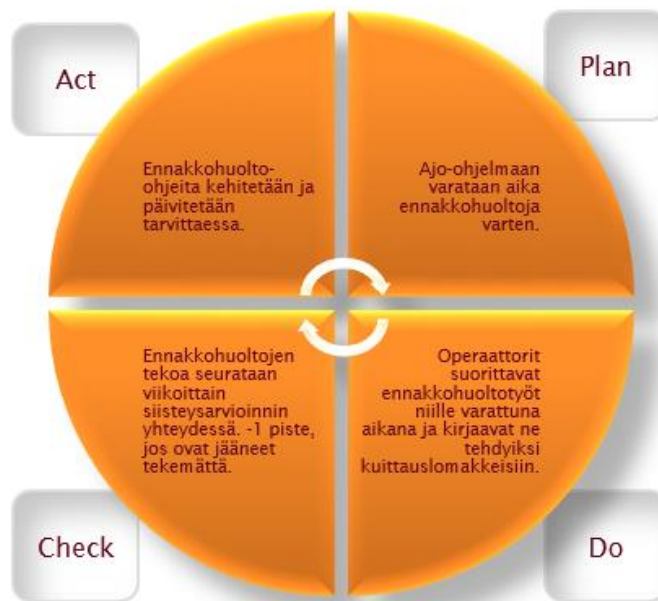 Act
Plan
Ennakkohuolto-
ohjeita kehitetään ja
päivitetään
tarvittaessa.
Ajo-ohjelmaan
varataan aika
ennakkohuoltoja
varten.
Ennakkohuoltojen
tekoa seurataan
viikoittain
siisteysarvioinnin
yhteydessä. -1 piste,
jos ovat jääneet
tekemättä.
Operaattorit
suorittavat
ennakkohuoltotyöt
niille varattuna
aikana ja kirjaavat ne
tehdyiksi
kuittauslomakkeisiin.
Check
Do